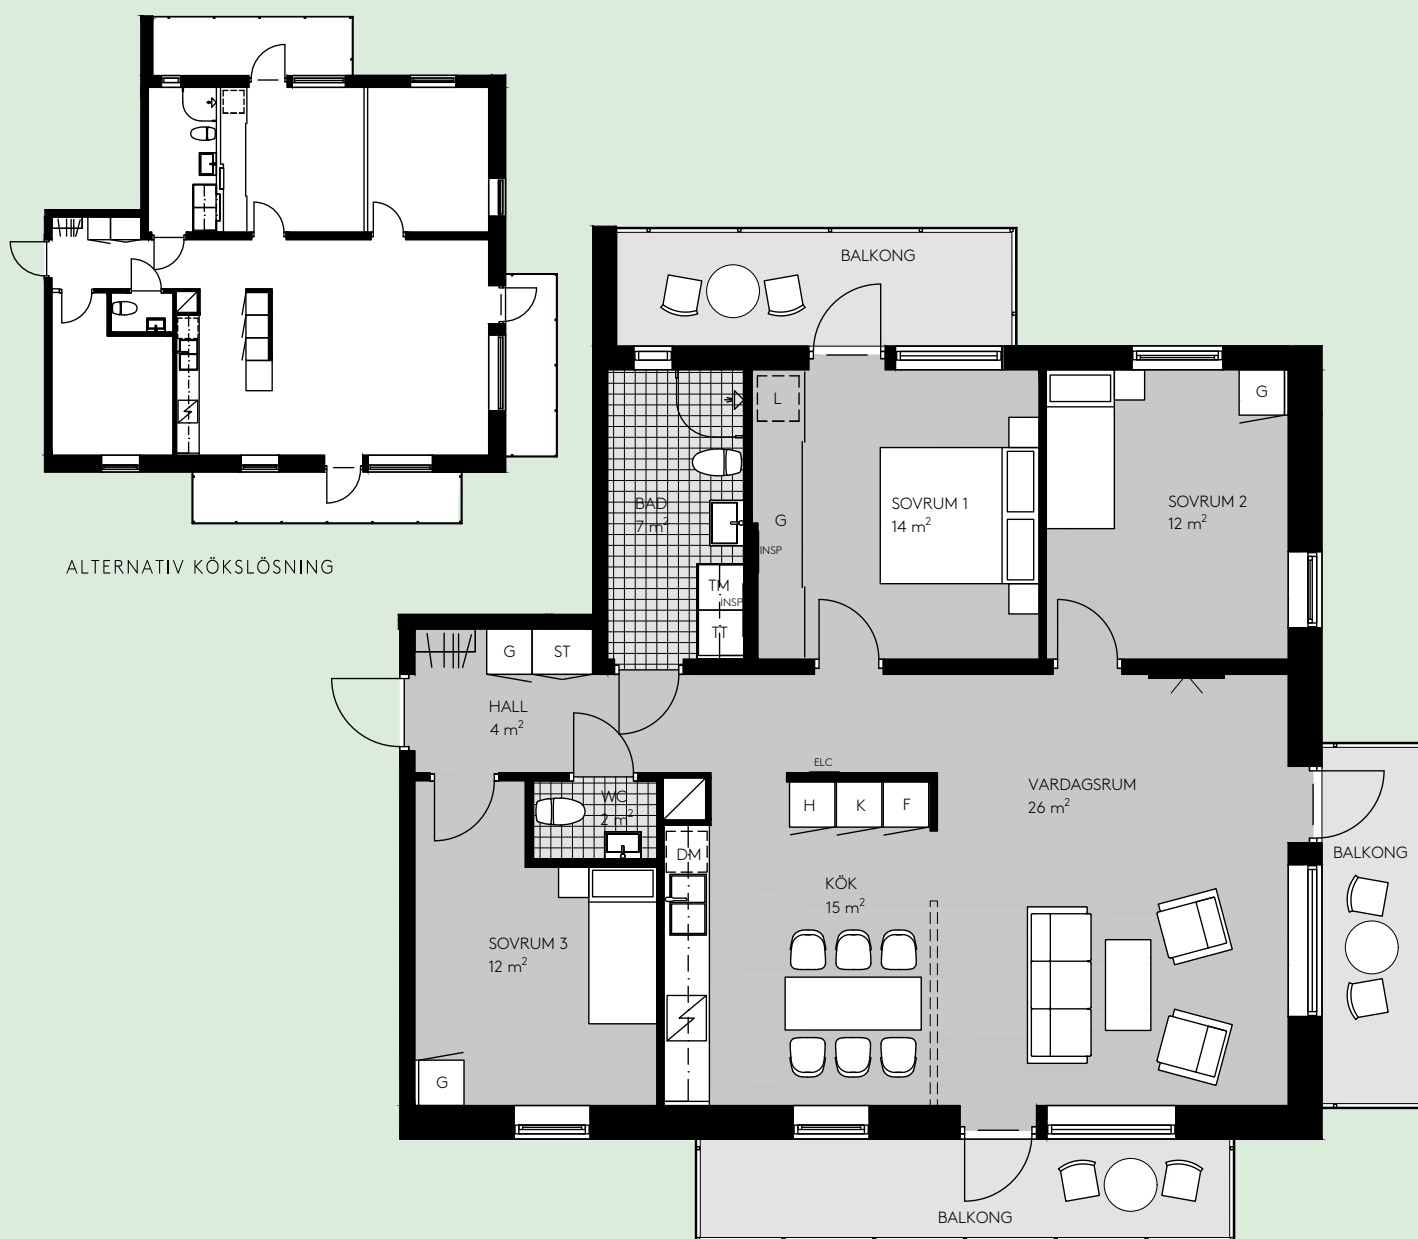 BALKONG
L
G
SOVRUM 1
14 m²
SOVRUM 2
12 m²
BAD
7 m²
G
INSP
ALTERNATIV KÖKSLÖSNING
TM
INSP
TT
G
ST
HALL
4 m²
ELC
WC
2 m²
H
K
F
VARDAGSRUM
26 m²
DM
BALKONG
KÖK
15 m²
SOVRUM 3
12 m²
G
BALKONG